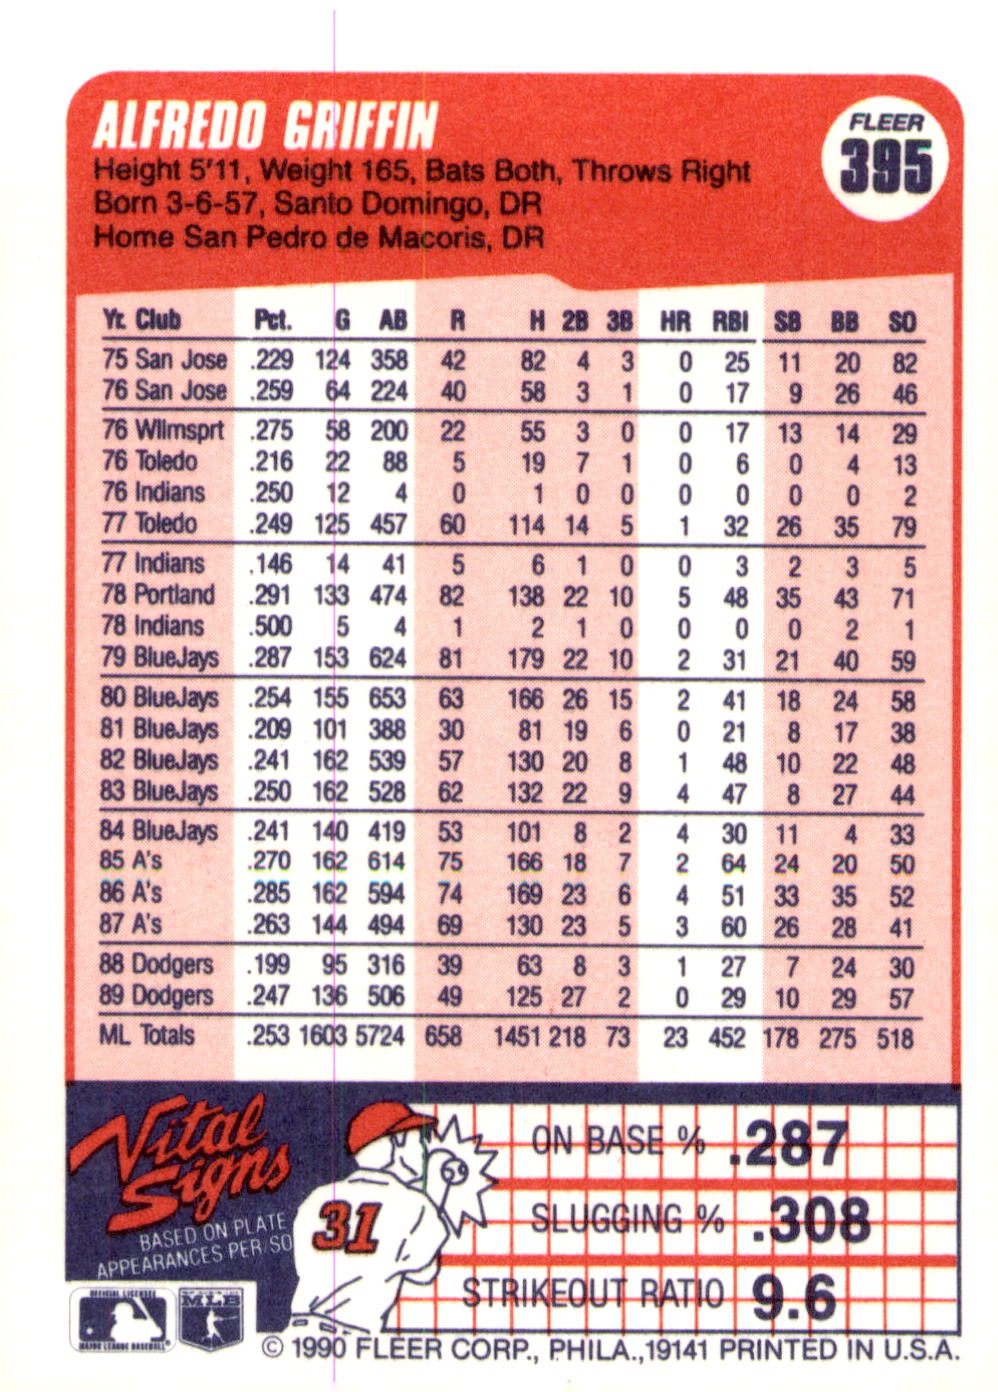 ALFREDO GRIFFIN
FLEER
395
Height 5'11, Weight 165, Bats Both, Throws Right
Born 3-6-57, Santo Domingo, DR
Home San Pedro de Macoris, DR
Yr. Club Pct. G AB R H 2B 3B HR RBI SB BB SO
75 San Jose .229 124 358 42 82 4 3 0 25 11 20 82
76 San Jose .259 64 224 40 58 3 1 0 17 9 26 46
76 Wllmsprt .275 58 200 22 55 3 0 0 17 13 14 29
76 Toledo .216 22 88 5 19 7 1 0 6 0 4 13
76 Indians .250 12 4 0 1 0 0 0 0 0 0 2
77 Toledo .249 125 457 60 114 14 5 1 32 26 35 79
77 Indians .146 14 41 5 6 1 0 0 3 2 3 5
78 Portland .291 133 474 82 138 22 10 5 48 35 43 71
78 Indians .500 5 4 1 2 1 0 0 0 0 2 1
79 BlueJays .287 153 624 81 179 22 10 2 31 21 40 59
80 BlueJays .254 155 653 63 166 26 15 2 41 18 24 58
81 BlueJays .209 101 388 30 81 19 6 0 21 8 17 38
82 BlueJays .241 162 539 57 130 20 8 1 48 10 22 48
83 BlueJays .250 162 528 62 132 22 9 4 47 8 27 44
84 BlueJays .241 140 419 53 101 8 2 4 30 11 4 33
85 A's .270 162 614 75 166 18 7 2 64 24 20 50
86 A's .285 162 594 74 169 23 6 4 51 33 35 52
87 A's .263 144 494 69 130 23 5 3 60 26 28 41
88 Dodgers .199 95 316 39 63 8 3 1 27 7 24 30
89 Dodgers .247 136 506 49 125 27 2 0 29 10 29 57
ML Totals .253 1603 5724 658 1451 218 73 23 452 178 275 518
Vital
Signs
BASED ON PLATE
APPEARANCES PER/SO
31
ON BASE % .287
SLUGGING % .308
STRIKEOUT RATIO 9.6
OFFICIAL LICENSEE
MAJOR LEAGUE BASEBALL
MLB
© 1990 FLEER CORP., PHILA.,19141 PRINTED IN U.S.A.